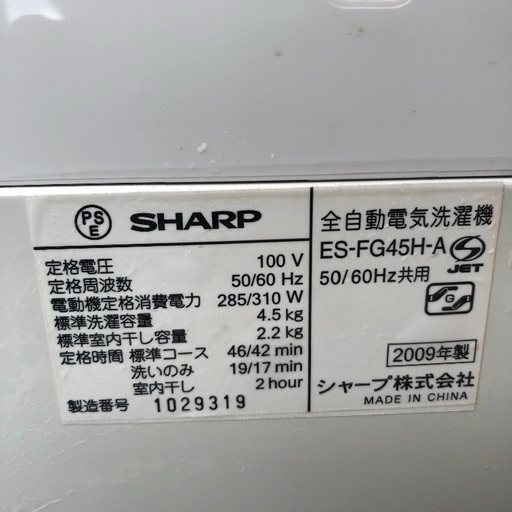 PSE SHARP
定格電圧 100 V
定格周波数 50/60 Hz
電動機定格消費電力 285/310 W
標準洗濯容量 4.5 kg
標準室内干し容量 2.2 kg
定格時間 標準コース 46/42 min
洗いのみ 19/17 min
室内干し 2 hour
製造番号 1029319
全自動電気洗濯機
ES-FG45H-A
S JET
50/60Hz共用
G
2009年製
シャープ株式会社
MADE IN CHINA